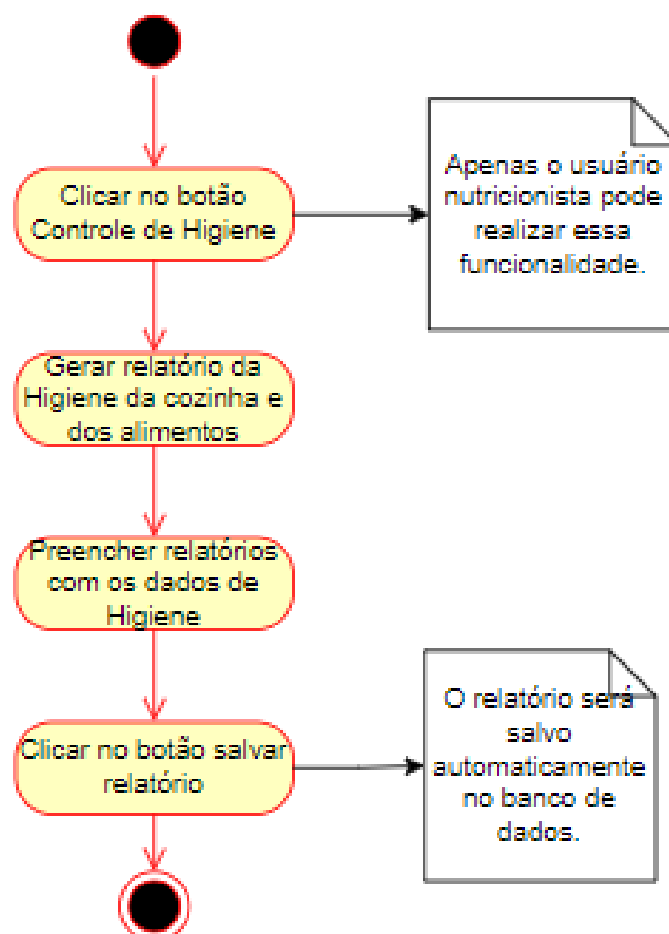 Clicar no botão
Controle de Higiene
Apenas o usuário
nutricionista pode
realizar essa
funcionalidade.
Gerar relatório da
Higiene da cozinha e
dos alimentos
Preencher relatórios
com os dados de
Higiene
Clicar no botão salvar
relatório
O relatório será
salvo
automaticamente
no banco de
dados.